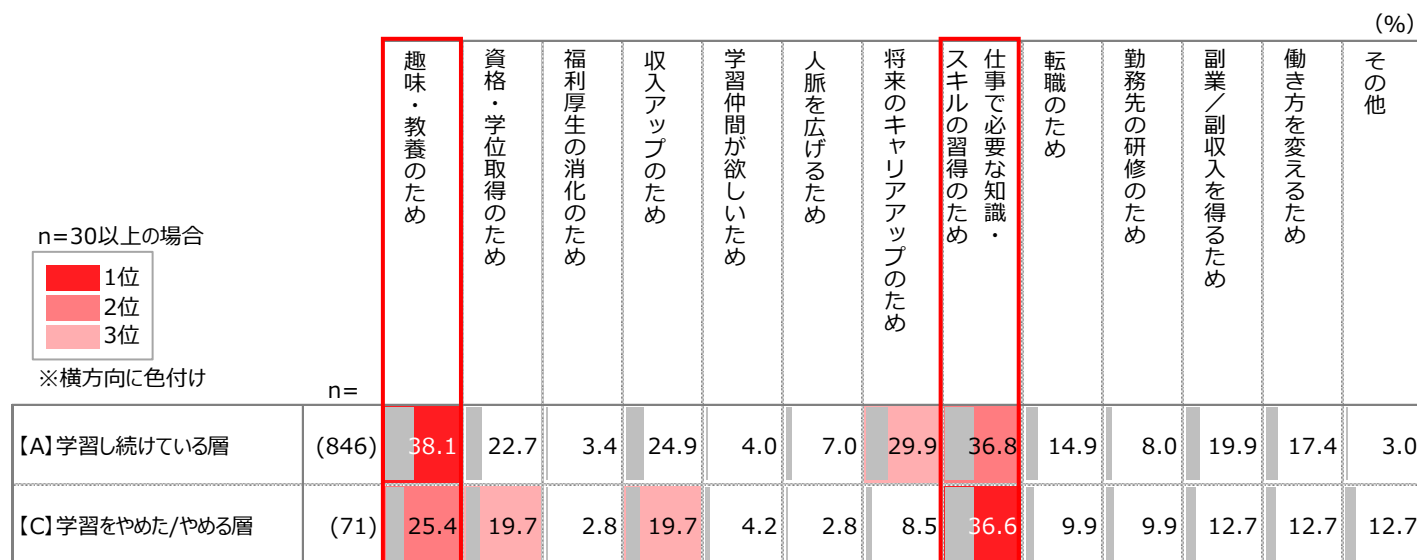 (%)
趣味・教養のため
資格・学位取得のため
福利厚生の消化のため
収入アップのため
学習仲間が欲しいため
人脈を広げるため
将来のキャリアアップのため
仕事で必要な知識・
スキルの習得のため
転職のため
勤務先の研修のため
副業／副収入を得るため
働き方を変えるため
その他
n=30以上の場合
1位
2位
3位
※横方向に色付け
n=
【A】学習し続けている層 (846) 38.1 22.7 3.4 24.9 4.0 7.0 29.9 36.8 14.9 8.0 19.9 17.4 3.0
【C】学習をやめた/やめる層 (71) 25.4 19.7 2.8 19.7 4.2 2.8 8.5 36.6 9.9 9.9 12.7 12.7 12.7